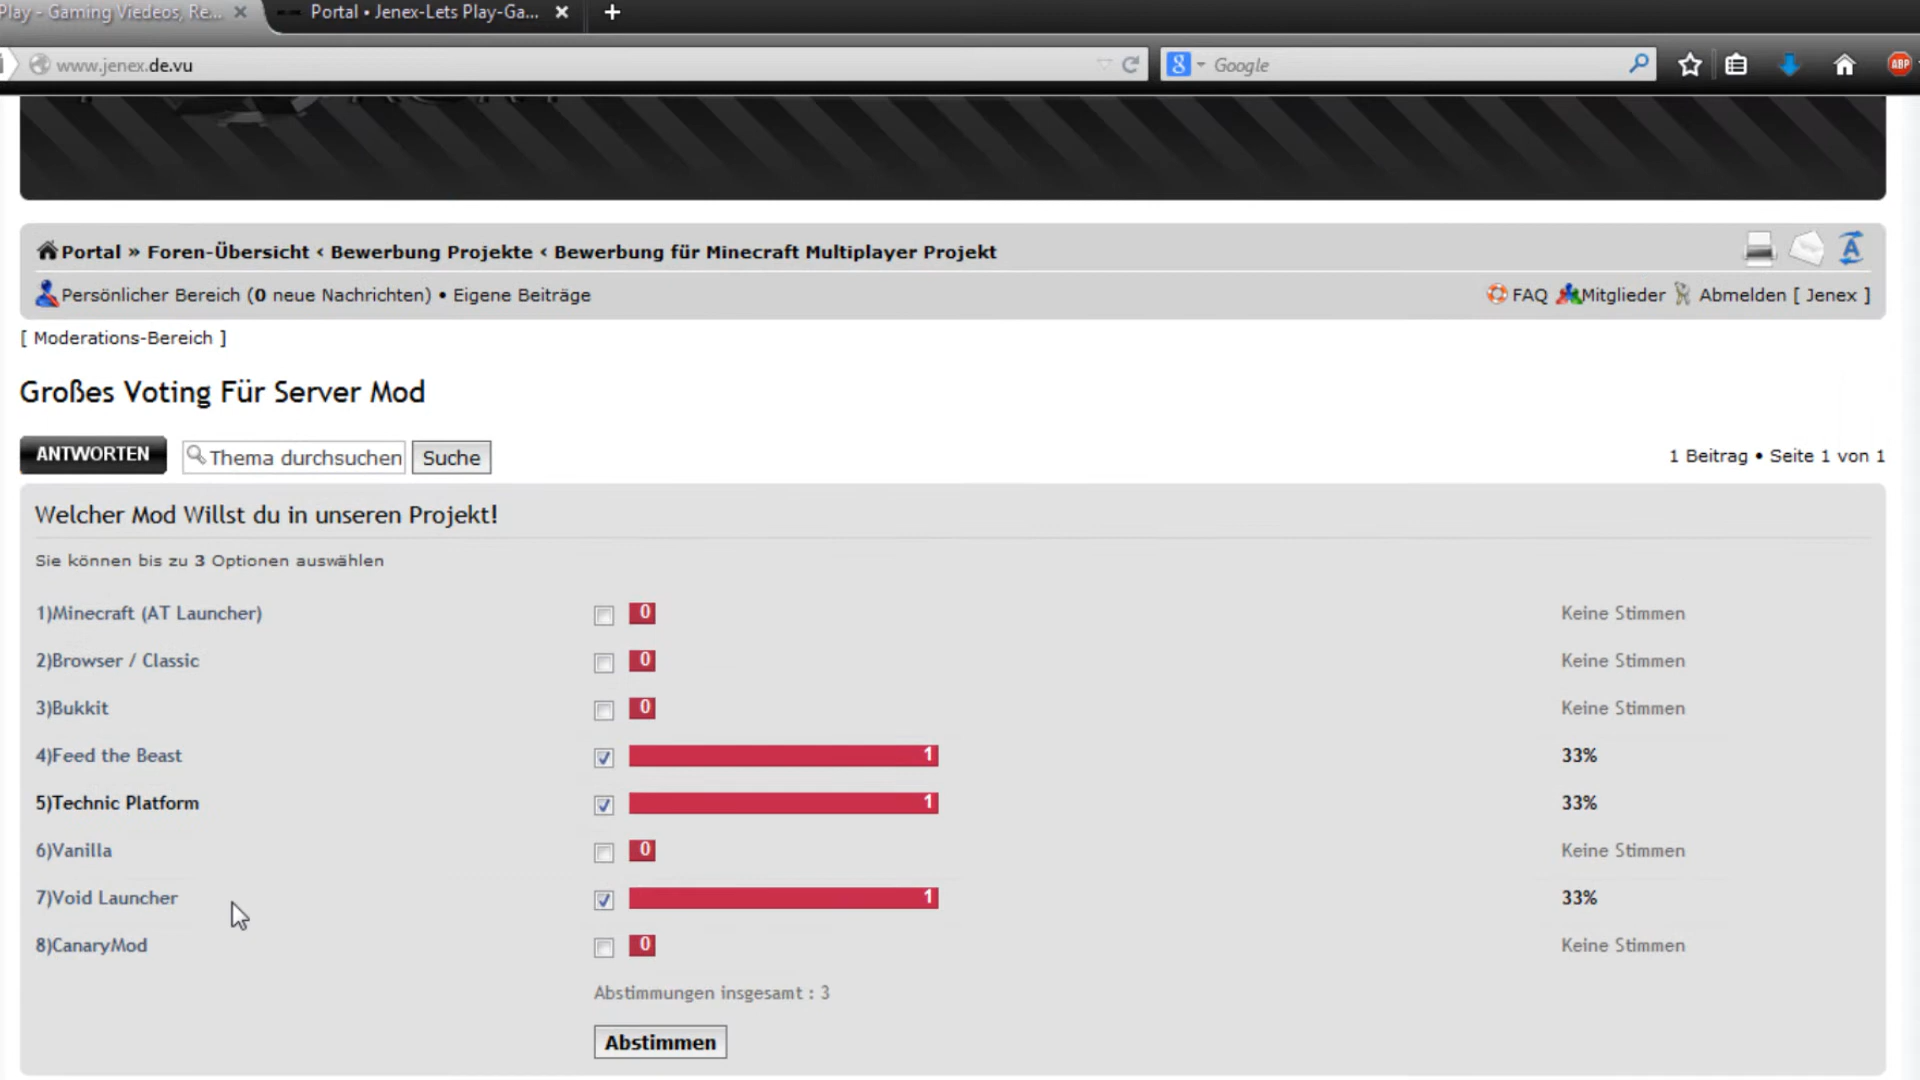 Play - Gaming Viedeos, Re...
Portal • Jenex-Lets Play-Ga...
www.jenex.de.vu
Google
ABP
Portal » Foren-Übersicht ‹ Bewerbung Projekte ‹ Bewerbung für Minecraft Multiplayer Projekt
Persönlicher Bereich (0 neue Nachrichten) • Eigene Beiträge
FAQ Mitglieder Abmelden [ Jenex ]
[ Moderations-Bereich ]
Großes Voting Für Server Mod
ANTWORTEN Thema durchsuchen Suche
1 Beitrag • Seite 1 von 1
Welcher Mod Willst du in unseren Projekt!
Sie können bis zu 3 Optionen auswählen
1)Minecraft (AT Launcher) 0 Keine Stimmen
2)Browser / Classic 0 Keine Stimmen
3)Bukkit 0 Keine Stimmen
4)Feed the Beast 1 33%
5)Technic Platform 1 33%
6)Vanilla 0 Keine Stimmen
7)Void Launcher 1 33%
8)CanaryMod 0 Keine Stimmen
Abstimmungen insgesamt : 3
Abstimmen